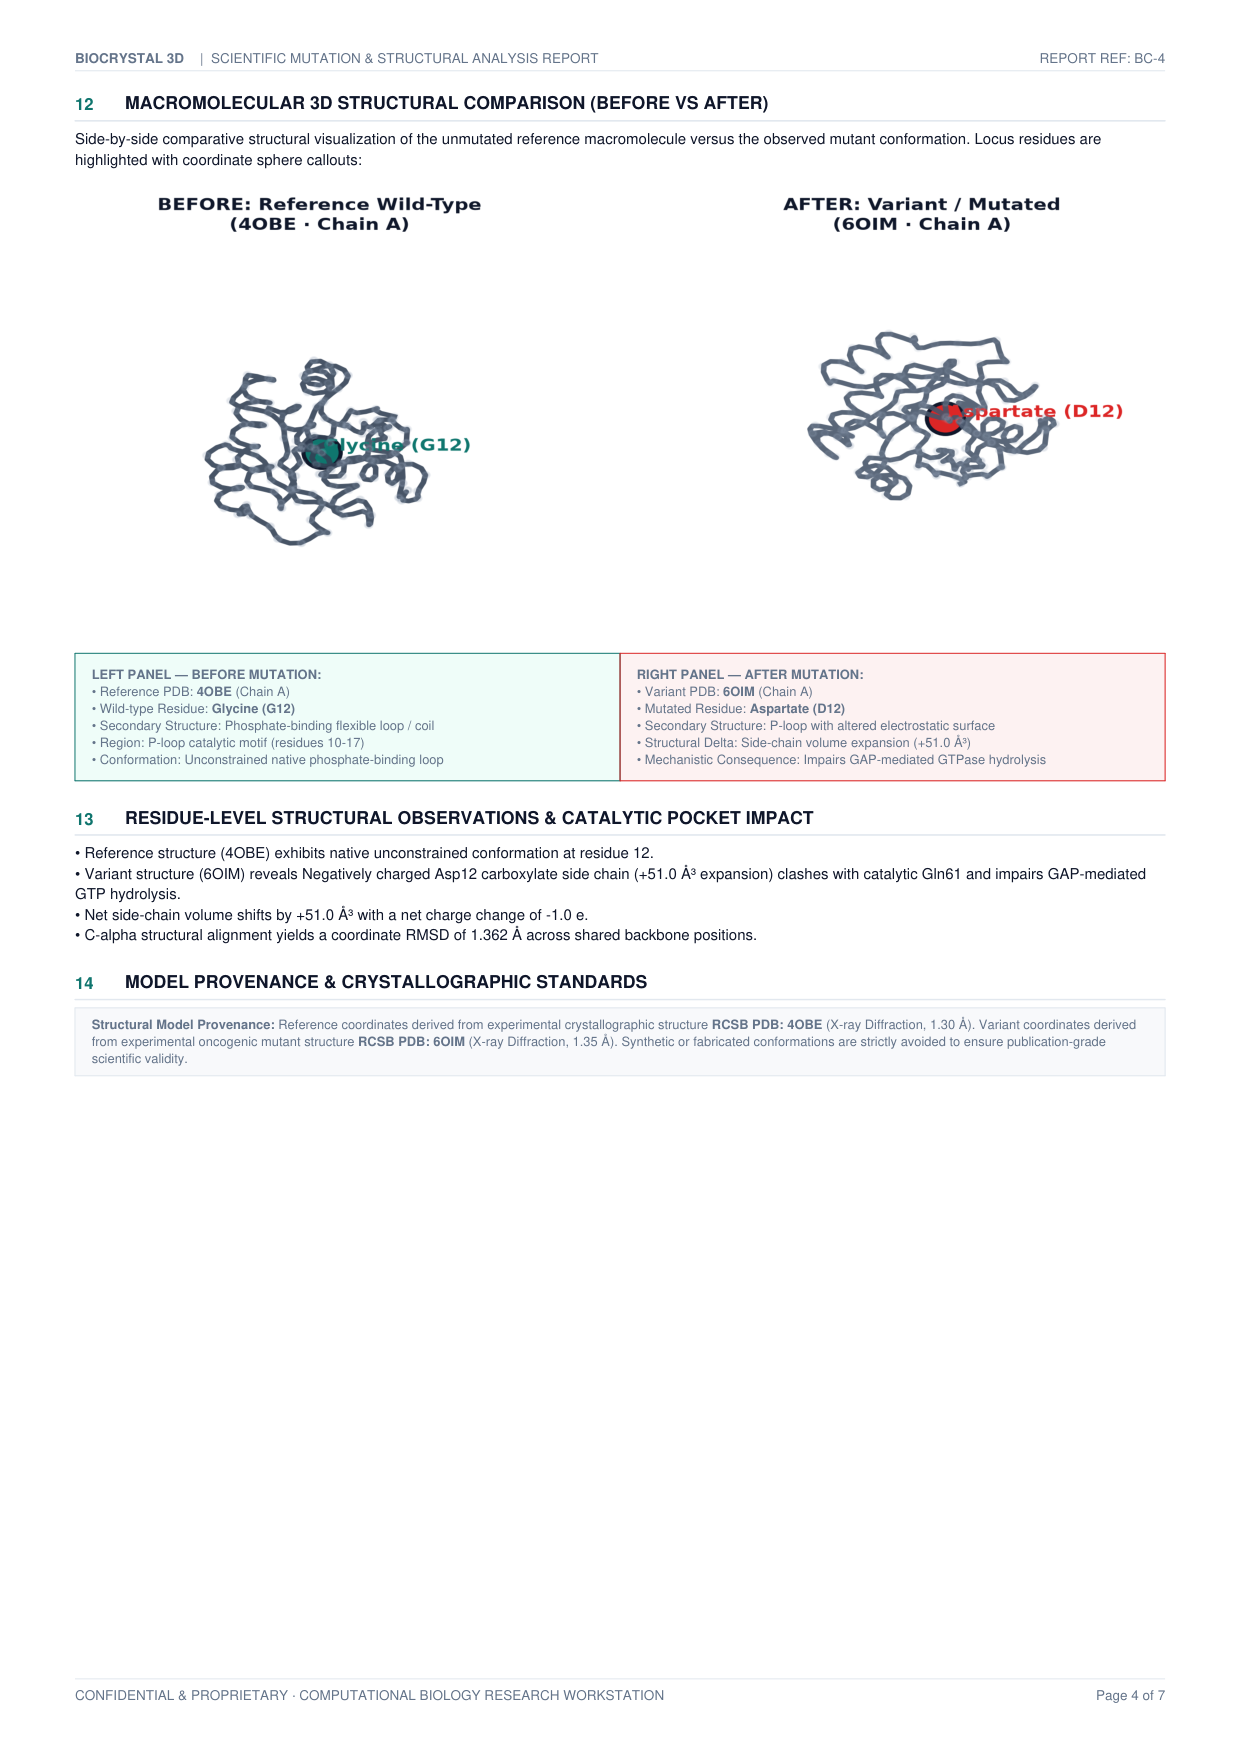 BIOCRYSTAL 3D | SCIENTIFIC MUTATION & STRUCTURAL ANALYSIS REPORT
REPORT REF: BC-4
12 MACROMOLECULAR 3D STRUCTURAL COMPARISON (BEFORE VS AFTER)
Side-by-side comparative structural visualization of the unmutated reference macromolecule versus the observed mutant conformation. Locus residues are
highlighted with coordinate sphere callouts:
BEFORE: Reference Wild-Type
(4OBE · Chain A)
AFTER: Variant / Mutated
(6OIM · Chain A)
Glycine (G12)
Aspartate (D12)
LEFT PANEL — BEFORE MUTATION:
• Reference PDB: 4OBE (Chain A)
• Wild-type Residue: Glycine (G12)
• Secondary Structure: Phosphate-binding flexible loop / coil
• Region: P-loop catalytic motif (residues 10-17)
• Conformation: Unconstrained native phosphate-binding loop
RIGHT PANEL — AFTER MUTATION:
• Variant PDB: 6OIM (Chain A)
• Mutated Residue: Aspartate (D12)
• Secondary Structure: P-loop with altered electrostatic surface
• Structural Delta: Side-chain volume expansion (+51.0 Å³)
• Mechanistic Consequence: Impairs GAP-mediated GTPase hydrolysis
13 RESIDUE-LEVEL STRUCTURAL OBSERVATIONS & CATALYTIC POCKET IMPACT
• Reference structure (4OBE) exhibits native unconstrained conformation at residue 12.
• Variant structure (6OIM) reveals Negatively charged Asp12 carboxylate side chain (+51.0 Å³ expansion) clashes with catalytic Gln61 and impairs GAP-mediated
GTP hydrolysis.
• Net side-chain volume shifts by +51.0 Å³ with a net charge change of -1.0 e.
• C-alpha structural alignment yields a coordinate RMSD of 1.362 Å across shared backbone positions.
14 MODEL PROVENANCE & CRYSTALLOGRAPHIC STANDARDS
Structural Model Provenance: Reference coordinates derived from experimental crystallographic structure RCSB PDB: 4OBE (X-ray Diffraction, 1.30 Å). Variant coordinates derived
from experimental oncogenic mutant structure RCSB PDB: 6OIM (X-ray Diffraction, 1.35 Å). Synthetic or fabricated conformations are strictly avoided to ensure publication-grade
scientific validity.
CONFIDENTIAL & PROPRIETARY · COMPUTATIONAL BIOLOGY RESEARCH WORKSTATION
Page 4 of 7